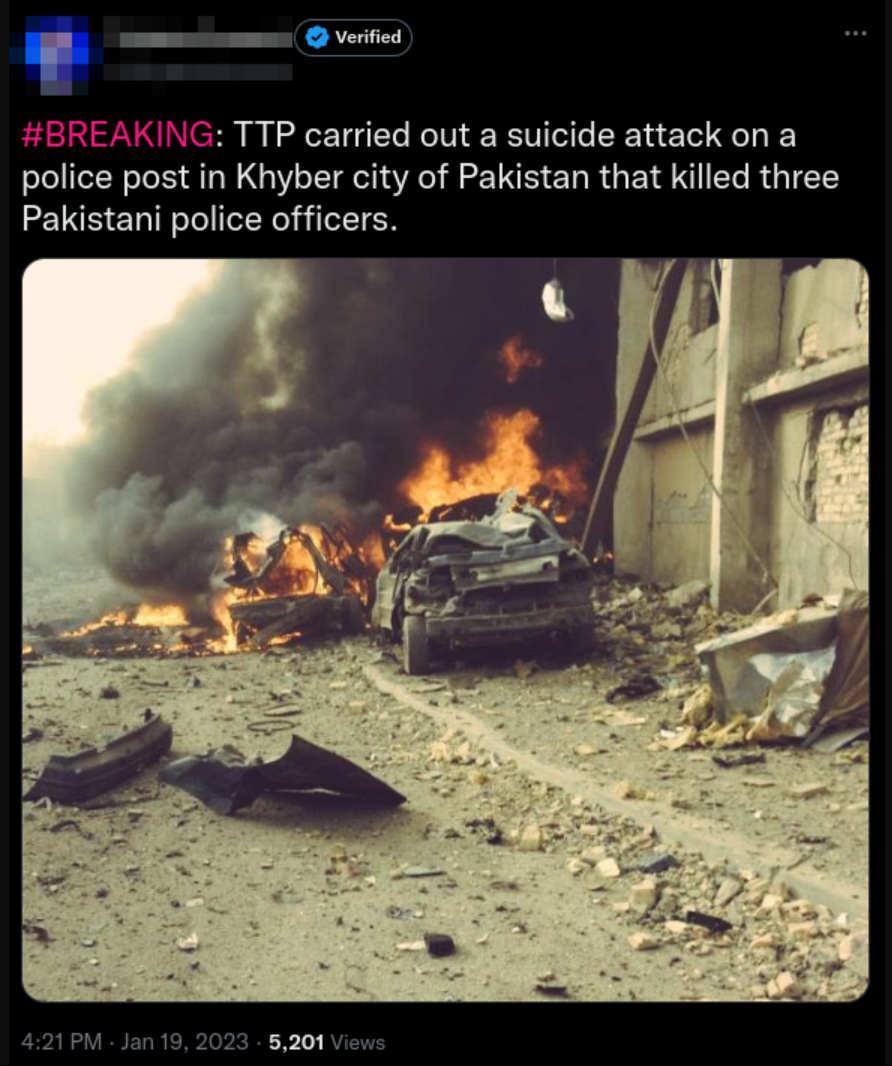 Verified
#BREAKING: TTP carried out a suicide attack on a
police post in Khyber city of Pakistan that killed three
Pakistani police officers.
4:21 PM · Jan 19, 2023 · 5,201 Views